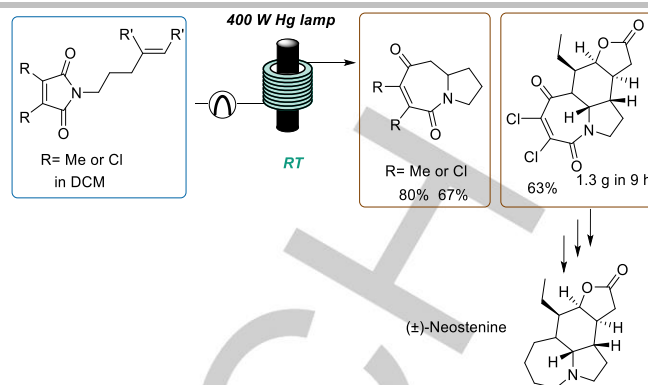 400 W Hg lamp
R' R'
R O
N
R O
R= Me or Cl
in DCM
RT
O
R
R N
O
R= Me or Cl
80% 67%
O O
H
H
O H
H
Cl N
Cl O
63% 1.3 g in 9 h
(±)-Neostenine
O O
H
H
H
H
N